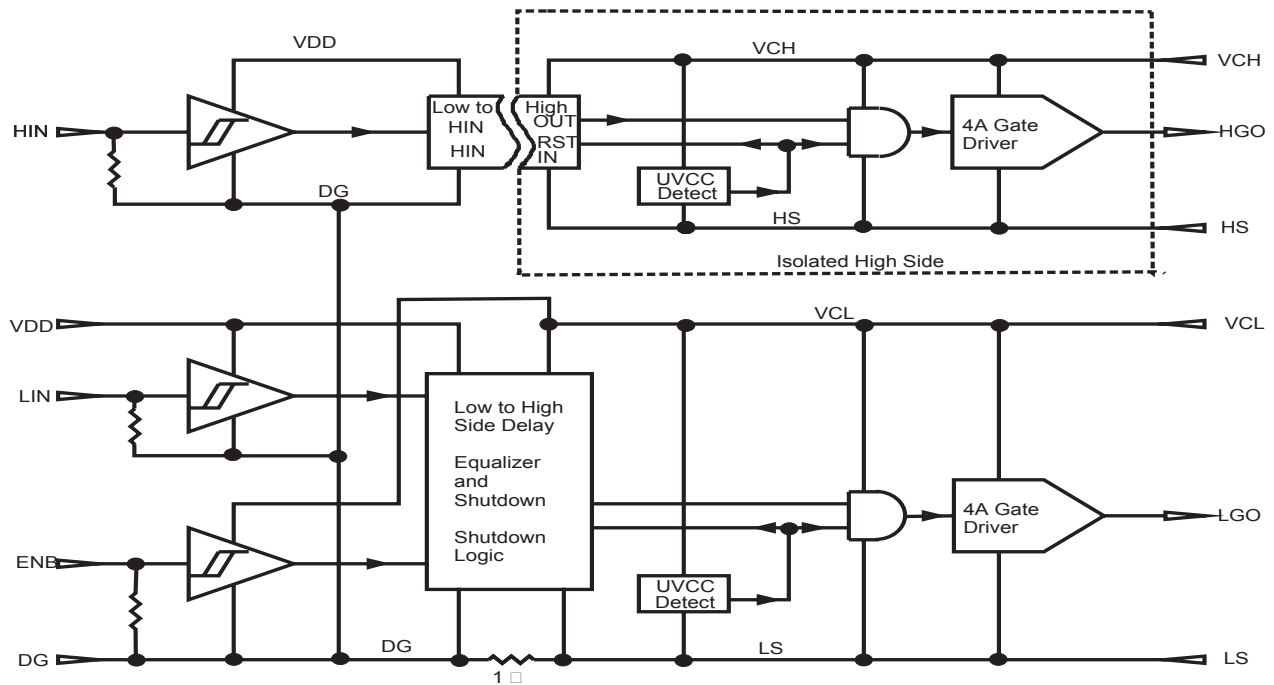 VDD
VCH
VCH
HIN
Low to
HIN
HIN
High
OUT
RST
IN
4A Gate
Driver
HGO
UVCC
Detect
DG
HS
HS
Isolated High Side
VDD
VCL
VCL
LIN
Low to High
Side Delay
Equalizer
and
Shutdown
Shutdown
Logic
4A Gate
Driver
LGO
ENB
UVCC
Detect
DG
DG
LS
LS
1 □